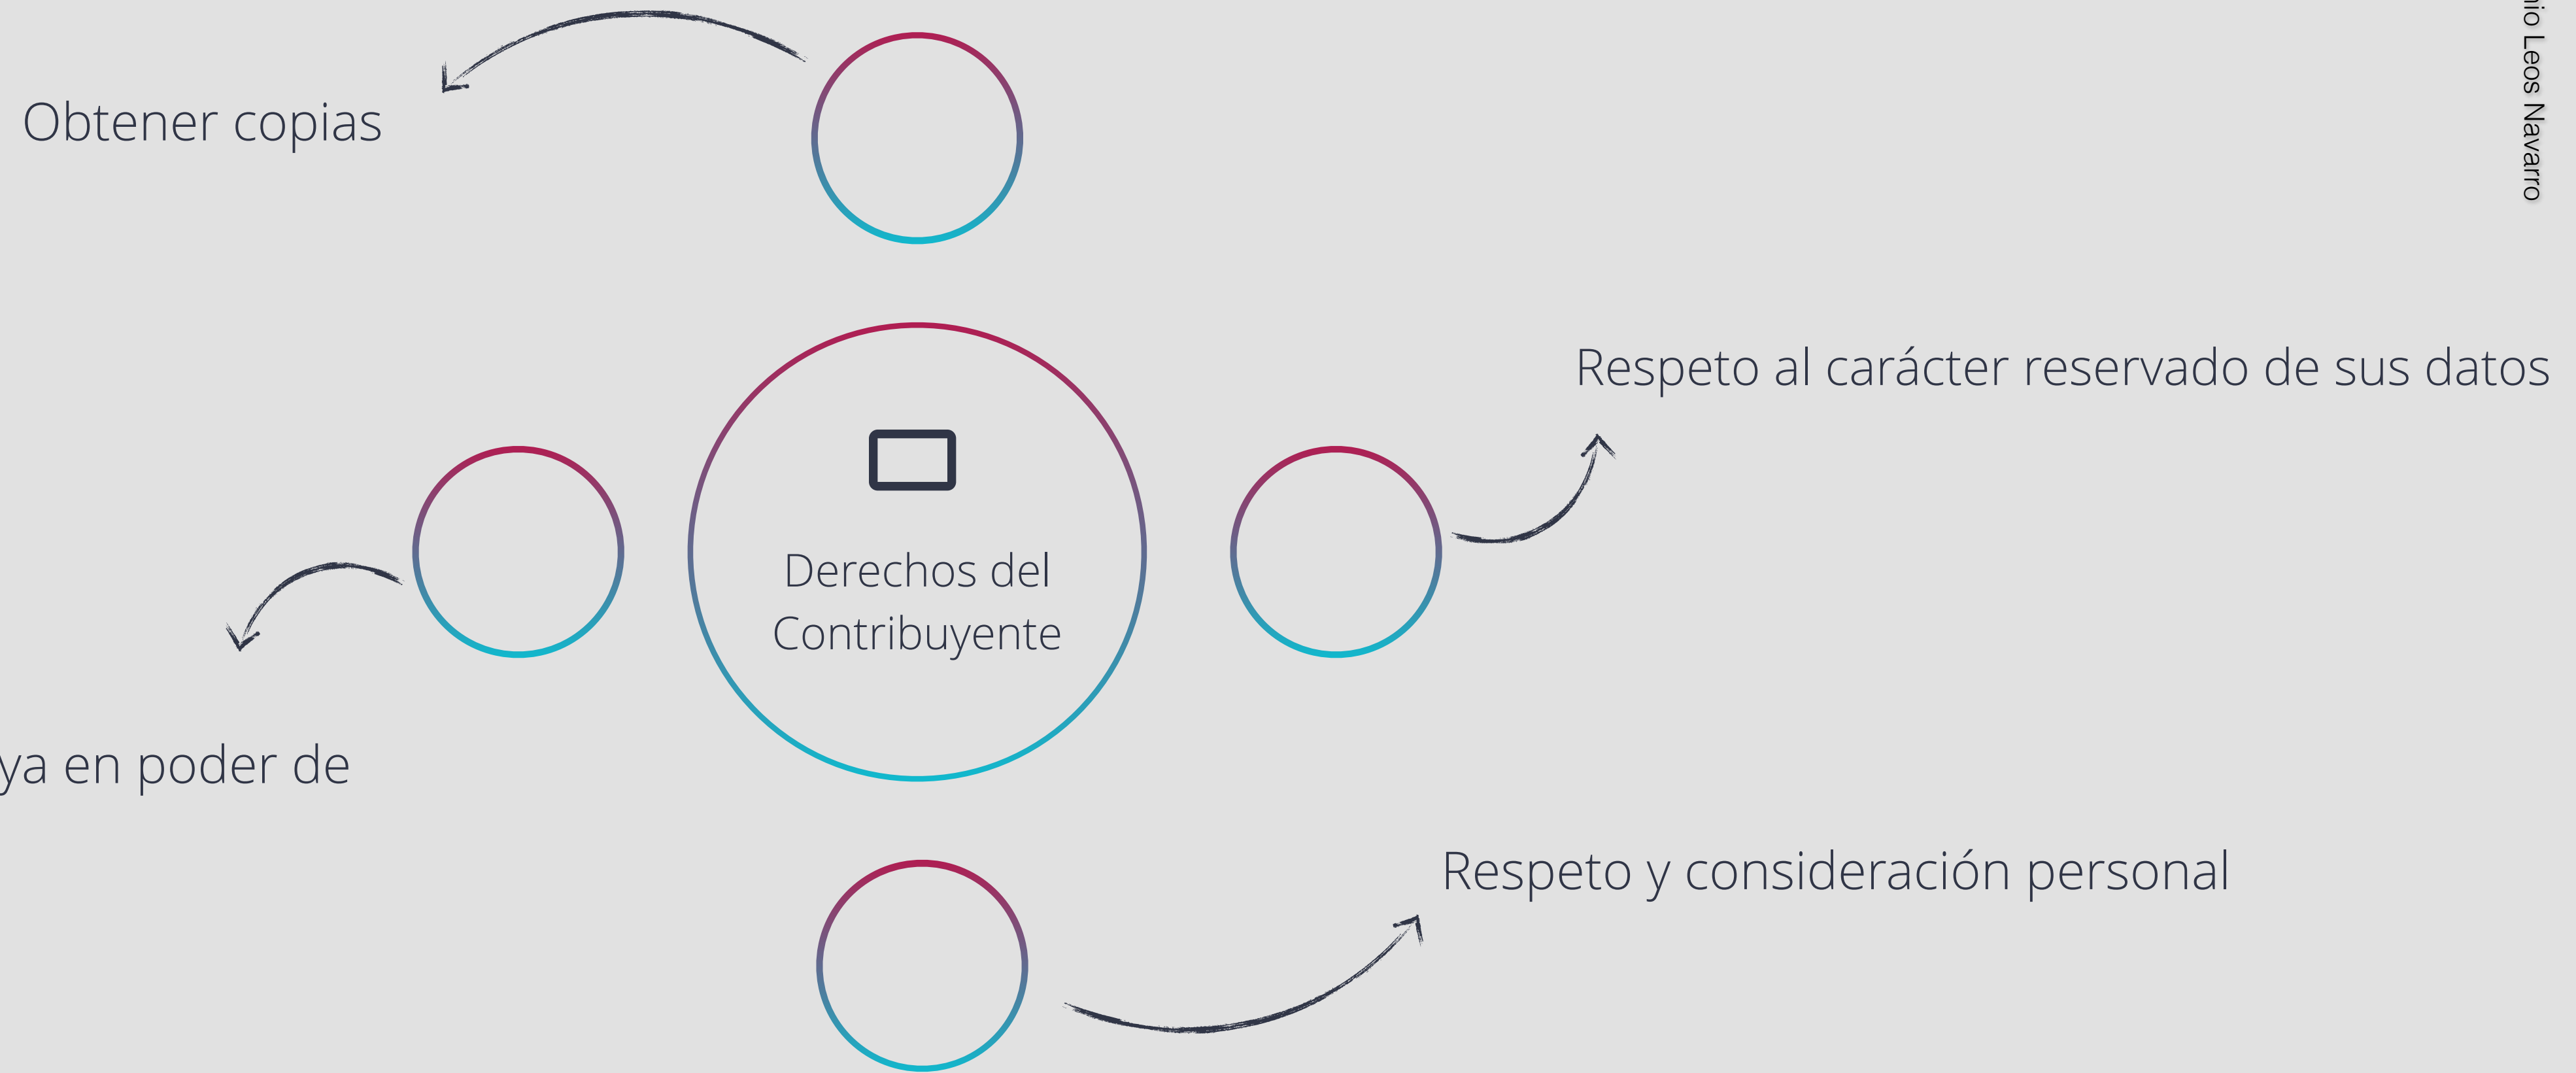 Leos Navarro
Obtener copias
Respeto al carácter reservado de sus datos
Derechos del
Contribuyente
ya en poder de
Respeto y consideración personal